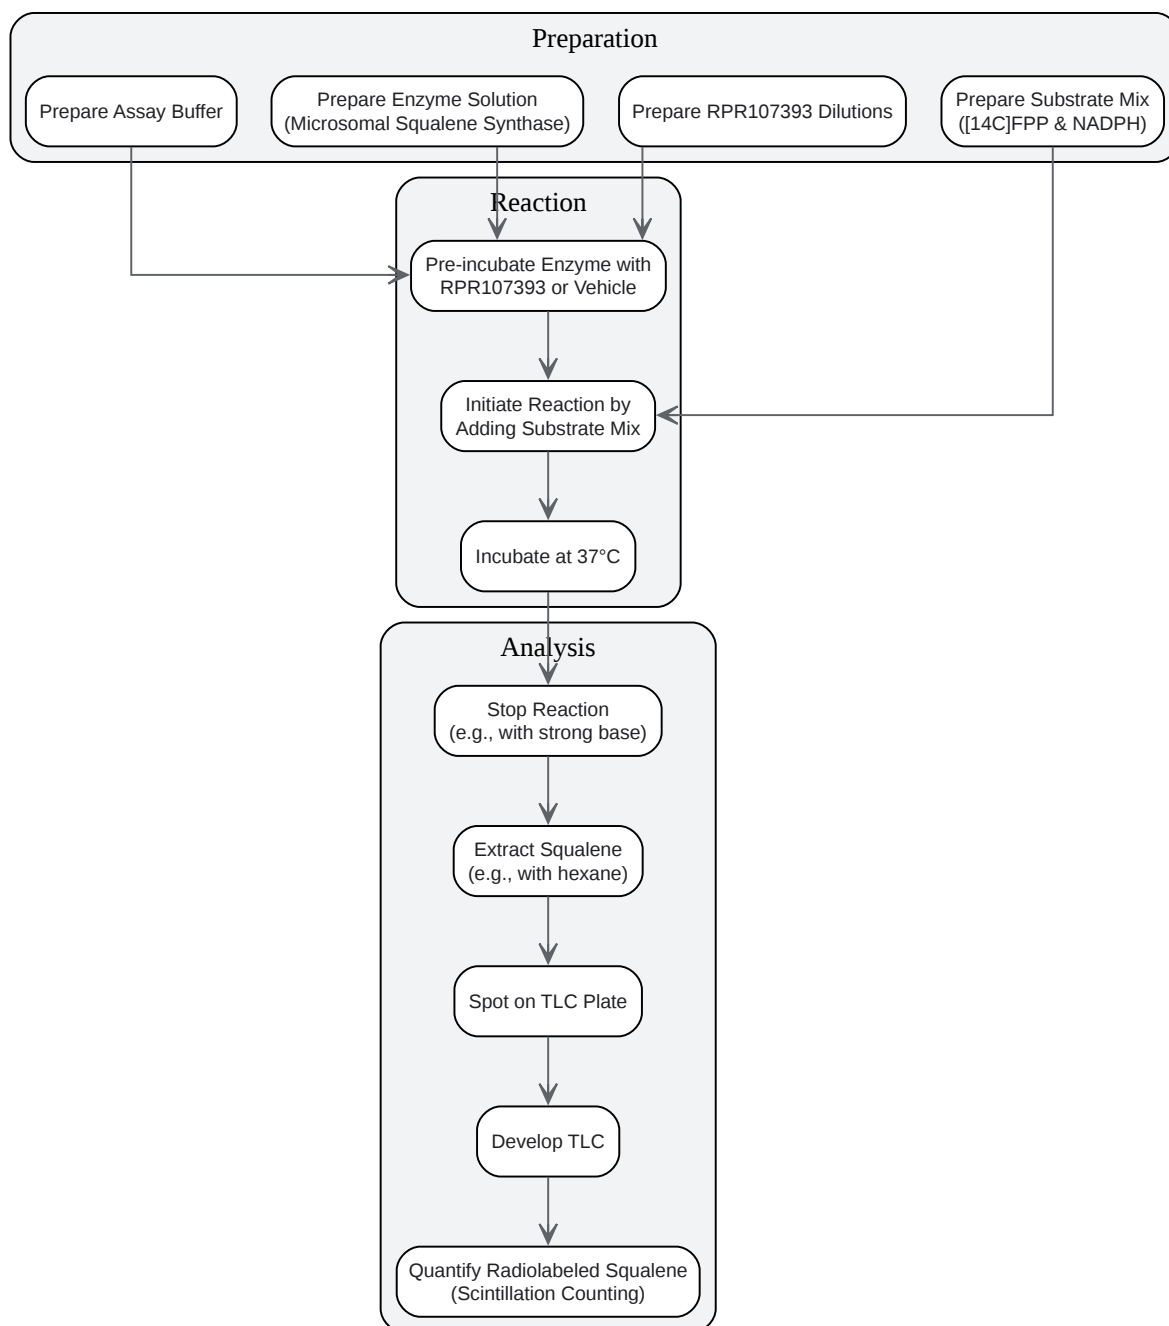 Preparation
Prepare Assay Buffer
Prepare Enzyme Solution
(Microsomal Squalene Synthase)
Prepare RPR107393 Dilutions
Prepare Substrate Mix
([14C]FPP & NADPH)
Reaction
Pre-incubate Enzyme with
RPR107393 or Vehicle
Initiate Reaction by
Adding Substrate Mix
Incubate at 37°C
Analysis
Stop Reaction
(e.g., with strong base)
Extract Squalene
(e.g., with hexane)
Spot on TLC Plate
Develop TLC
Quantify Radiolabeled Squalene
(Scintillation Counting)